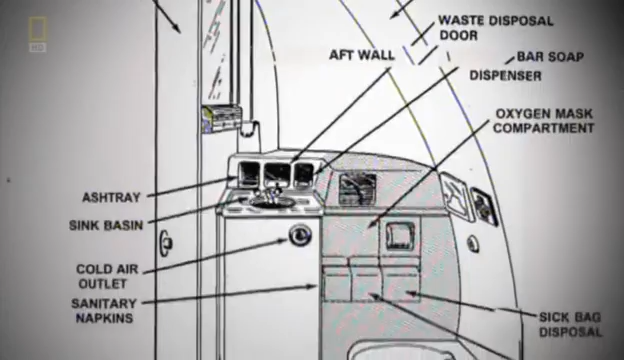 HD
WASTE DISPOSAL
DOOR
AFT WALL
BAR SOAP
DISPENSER
OXYGEN MASK
COMPARTMENT
ASHTRAY
SINK BASIN
COLD AIR
OUTLET
SANITARY
NAPKINS
SICK BAG
DISPOSAL